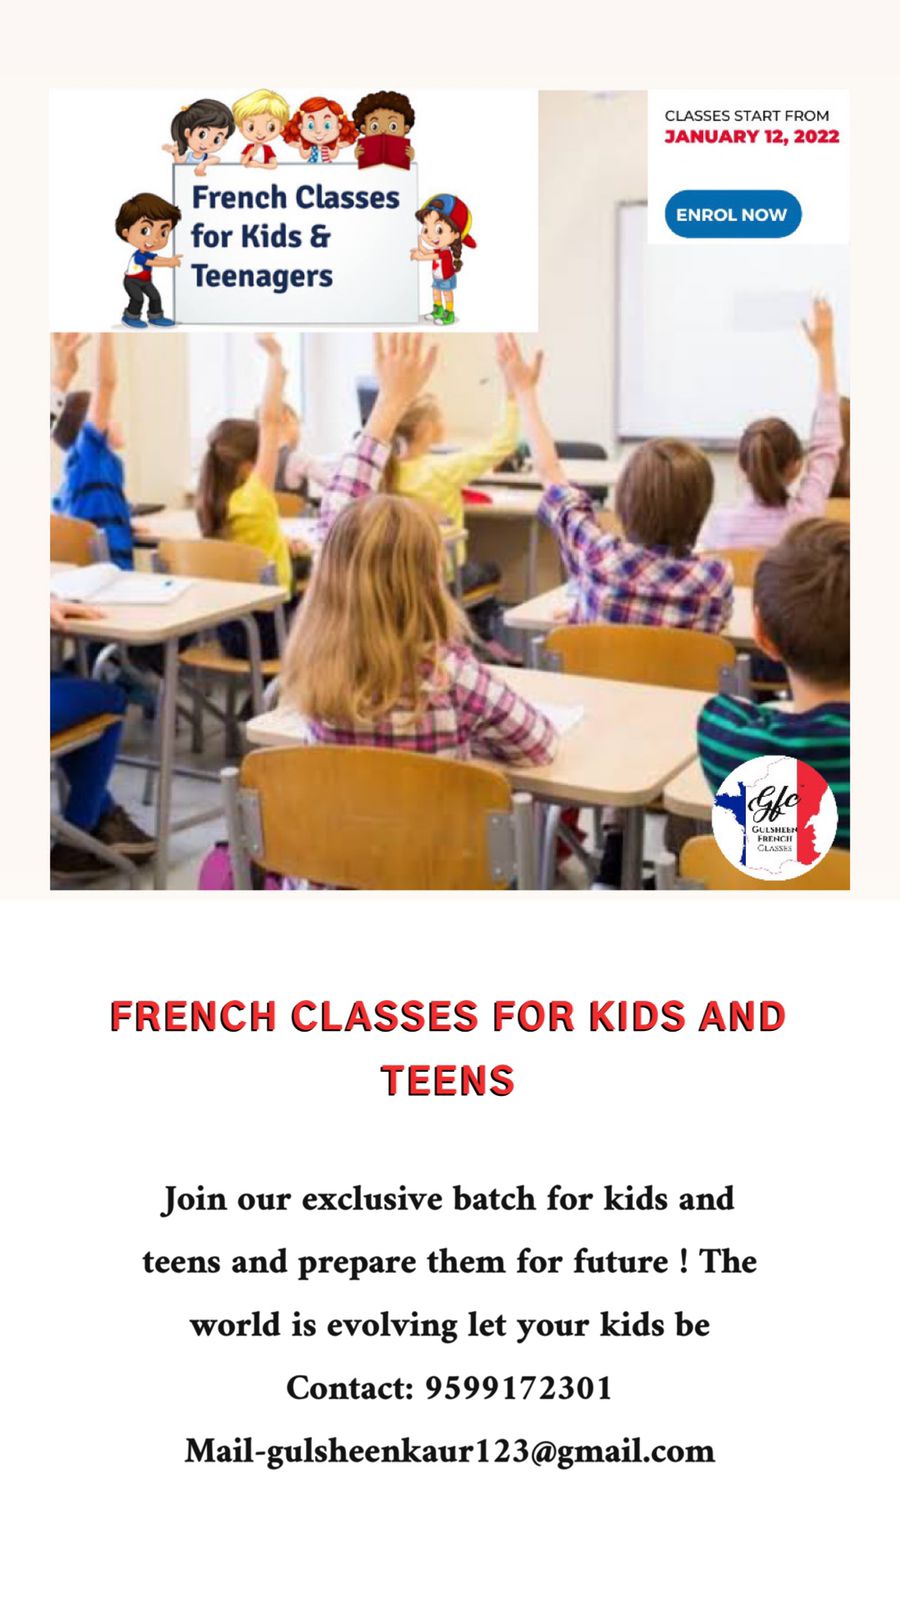 French Classes
for Kids &
Teenagers
CLASSES START FROM
JANUARY 12, 2022
ENROL NOW
Gfc
GULSHEEN
FRENCH
CLASSES
FRENCH CLASSES FOR KIDS AND
TEENS
Join our exclusive batch for kids and
teens and prepare them for future ! The
world is evolving let your kids be
Contact: 9599172301
Mail-gulsheenkaur123@gmail.com